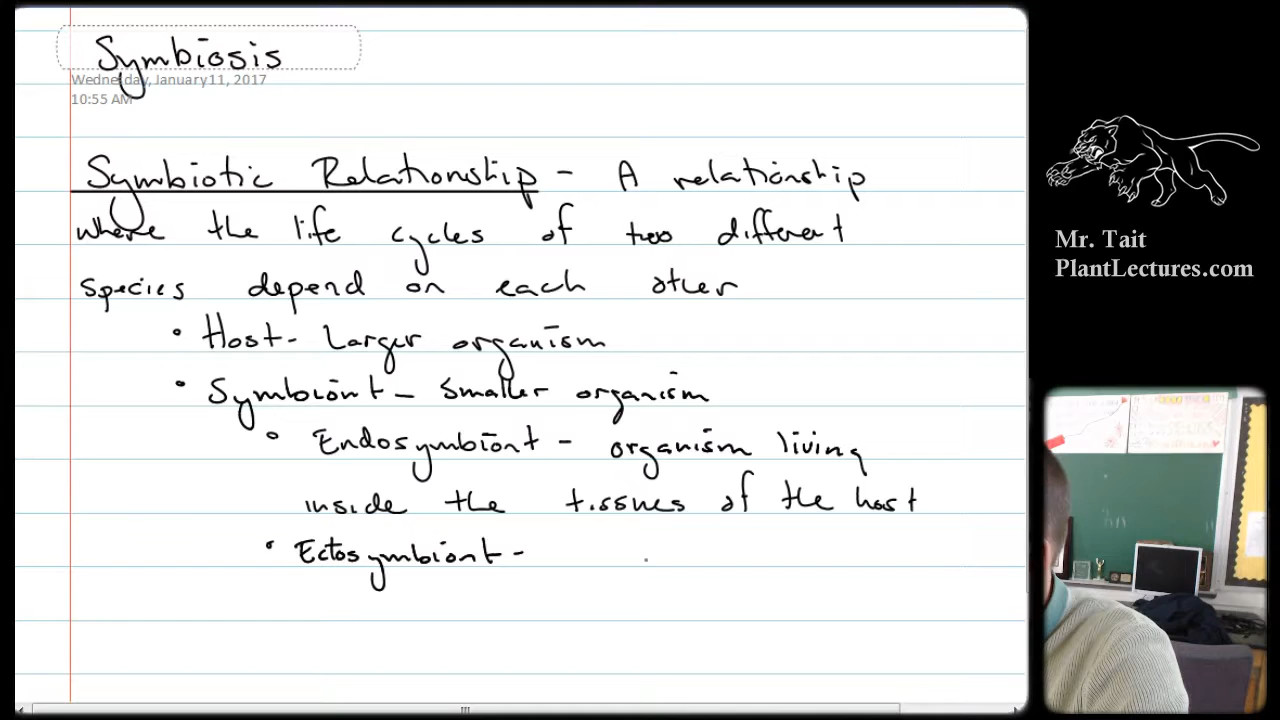 Symbiosis
Wednesday, January 11, 2017
10:55 AM
Symbiotic Relationship - A relationship
where the life cycles of two different
species depend on each other
• Host - Larger organism
• Symbiont - Smaller organism
• Endosymbiont - organism living
inside the tissues of the host
• Ectosymbiont -
Mr. Tait
PlantLectures.com